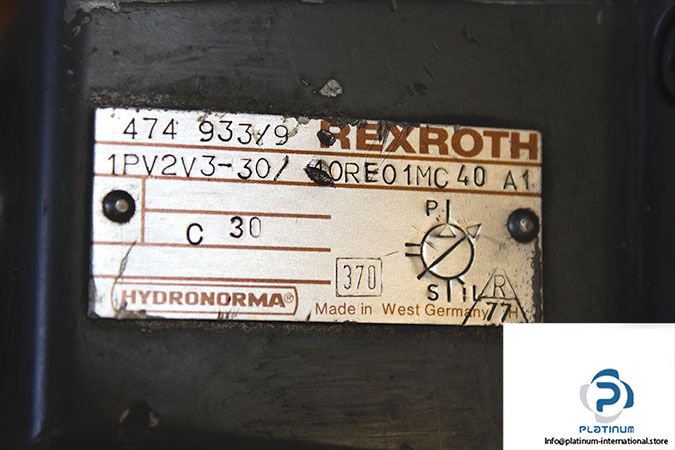 474 933/9 REXROTH
1PV2V3-30/ 40RE01MC 40 A1
P
C 30
370
S L R
HYDRONORMA®
Made in West Germany
77 H
PLATINUM
Info@platinum-international.store